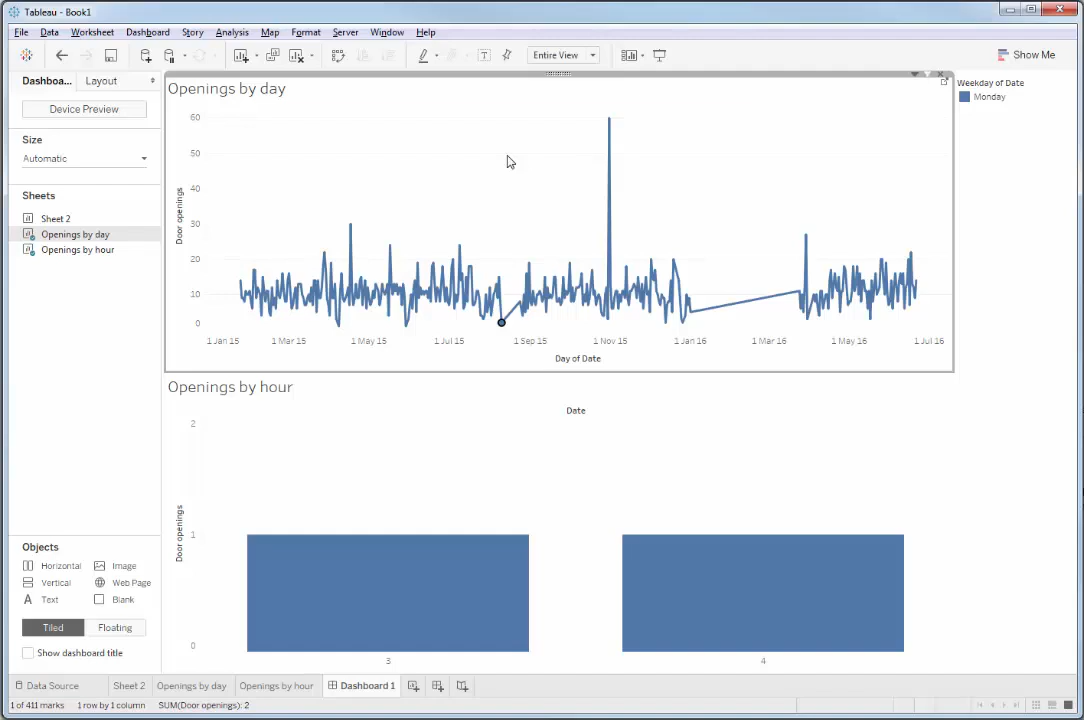 Tableau - Book1
File Data Worksheet Dashboard Story Analysis Map Format Server Window Help
Entire View
Show Me
Dashboa...
Layout
Device Preview
Size
Automatic
Sheets
Sheet 2
Openings by day
Openings by hour
Objects
Horizontal
Image
Vertical
Web Page
A Text
Blank
Tiled
Floating
Show dashboard title
Openings by day
Door openings
60
50
40
30
20
10
0
1 Jan 15 1 Mar 15 1 May 15 1 Jul 15 1 Sep 15 1 Nov 15 1 Jan 16 1 Mar 16 1 May 16 1 Jul 16
Day of Date
Weekday of Date
Monday
Openings by hour
Date
Door openings
2
1
0
3 4
Data Source Sheet 2 Openings by day Openings by hour Dashboard 1
1 of 411 marks 1 row by 1 column SUM(Door openings): 2